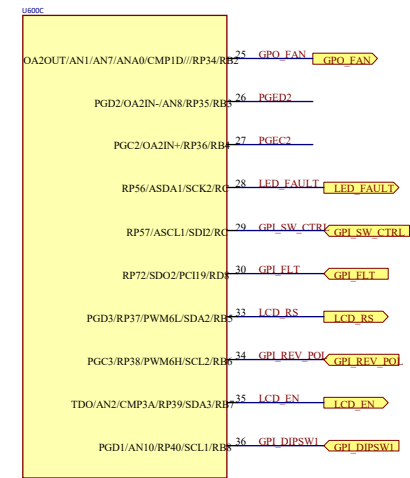 U600C
OA2OUT/AN1/AN7/ANA0/CMP1D///RP34/RB2 25 GPO_FAN GPO_FAN
PGD2/OA2IN-/AN8/RP35/RB3 26 PGED2
PGC2/OA2IN+/RP36/RB4 27 PGEC2
RP56/ASDA1/SCK2/RC 28 LED_FAULT LED_FAULT
RP57/ASCL1/SDI2/RC 29 GPI_SW_CTRL GPI_SW_CTRL
RP72/SDO2/PCI19/RD8 30 GPI_FLT GPI_FLT
PGD3/RP37/PWM6L/SDA2/RB5 33 LCD_RS LCD_RS
PGC3/RP38/PWM6H/SCL2/RB6 34 GPI_REV_POL GPI_REV_POL
TDO/AN2/CMP3A/RP39/SDA3/RB7 35 LCD_EN LCD_EN
PGD1/AN10/RP40/SCL1/RB8 36 GPI_DIPSW1 GPI_DIPSW1